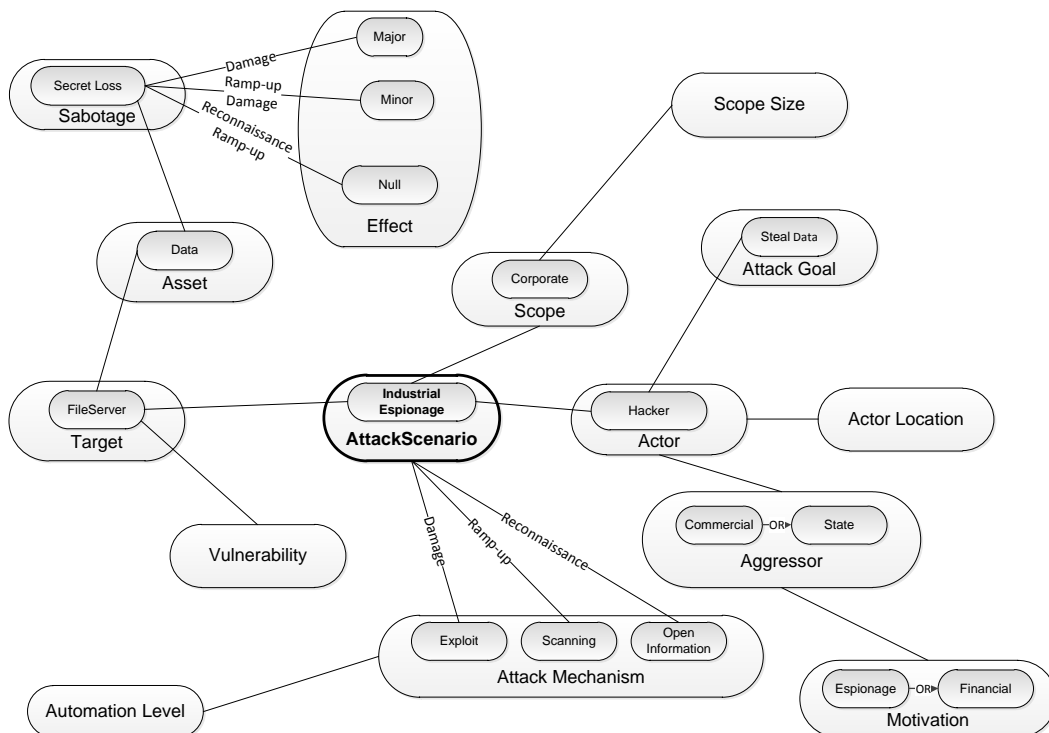 Major
Damage
Secret Loss
Ramp-up
Damage
Minor
Sabotage
Reconnaissance
Ramp-up
Null
Effect
Scope Size
Data
Asset
Steal Data
Attack Goal
Corporate
Scope
FileServer
Target
Industrial
Espionage
AttackScenario
Hacker
Actor
Actor Location
Damage
Ramp-up
Reconnaissance
Commercial
OR
State
Aggressor
Vulnerability
Exploit
Scanning
Open
Information
Attack Mechanism
Automation Level
Espionage
OR
Financial
Motivation